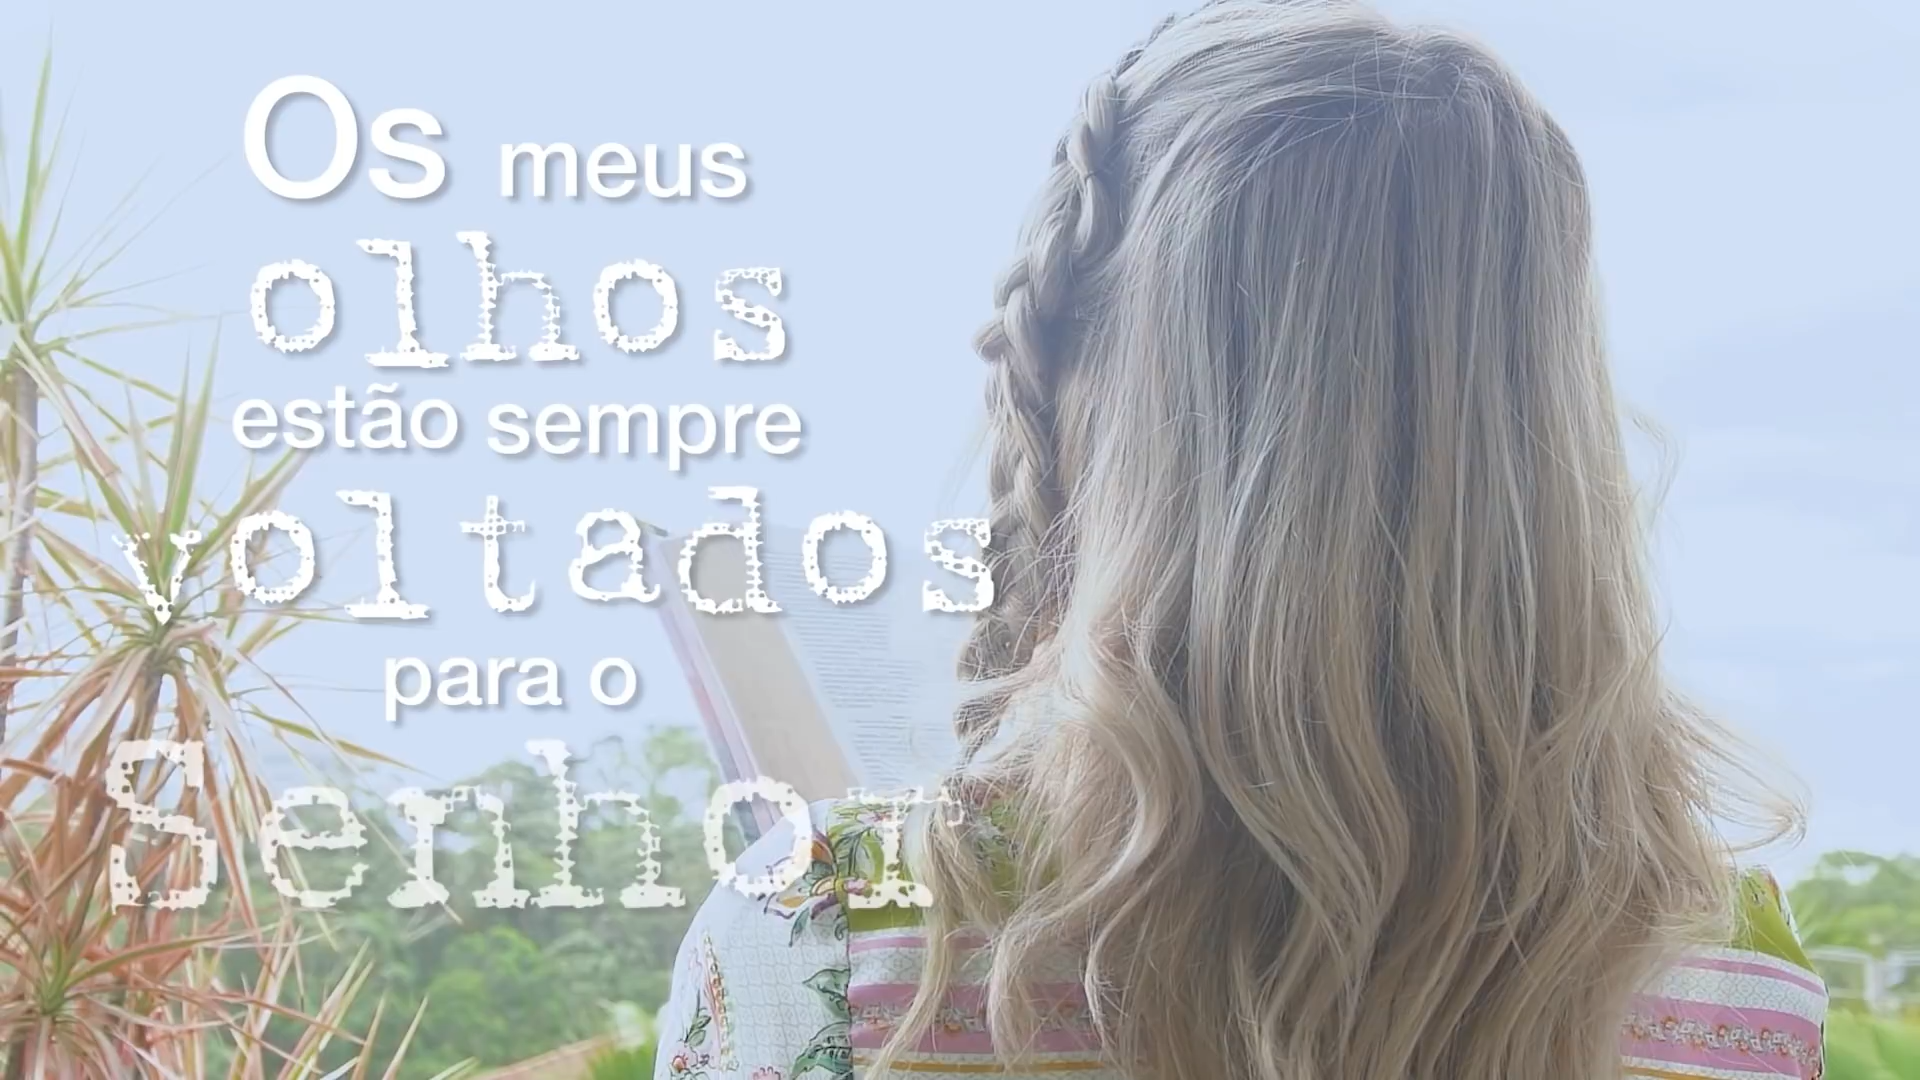 Os meus
olhos
estão sempre
voltados
para o
Senhor